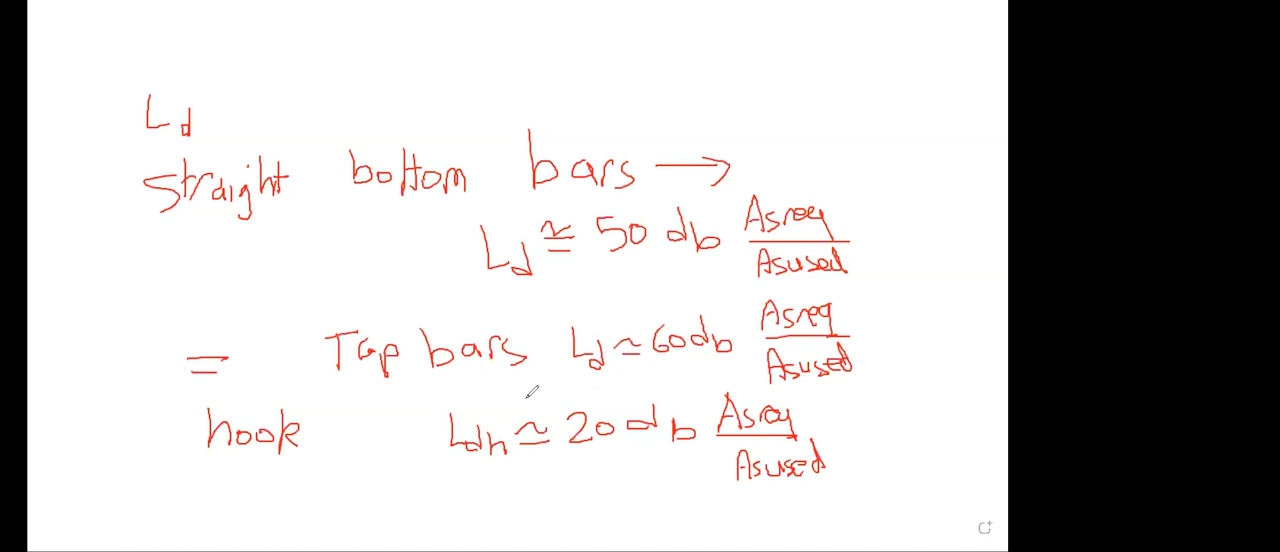 Ld
straight bottom bars →
Ld ≅ 50 db Asreq/Asused
= Top bars Ld ≃ 60db Asreq/Asused
hook Ldh ≃ 20 db Asreq/Asused